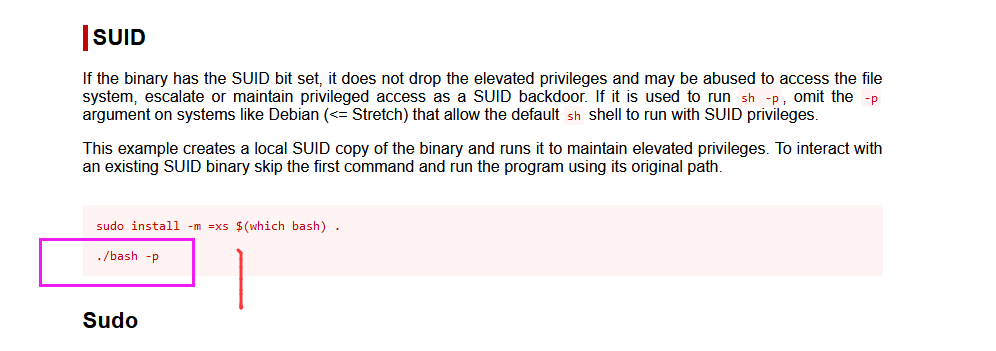 SUID
If the binary has the SUID bit set, it does not drop the elevated privileges and may be abused to access the file
system, escalate or maintain privileged access as a SUID backdoor. If it is used to run sh -p, omit the -p
argument on systems like Debian (<= Stretch) that allow the default sh shell to run with SUID privileges.
This example creates a local SUID copy of the binary and runs it to maintain elevated privileges. To interact with
an existing SUID binary skip the first command and run the program using its original path.
sudo install -m =xs $(which bash) .
./bash -p
Sudo